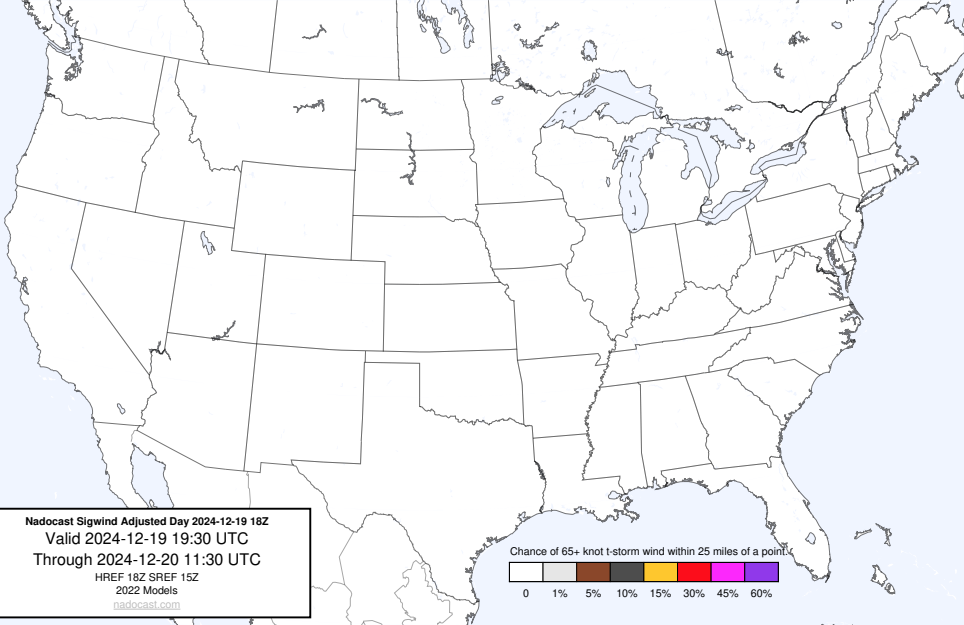 Nadocast Sigwind Adjusted Day 2024-12-19 18Z
Valid 2024-12-19 19:30 UTC
Through 2024-12-20 11:30 UTC
HREF 18Z SREF 15Z
2022 Models
nadocast.com
Chance of 65+ knot t-storm wind within 25 miles of a point.
0 1% 5% 10% 15% 30% 45% 60%